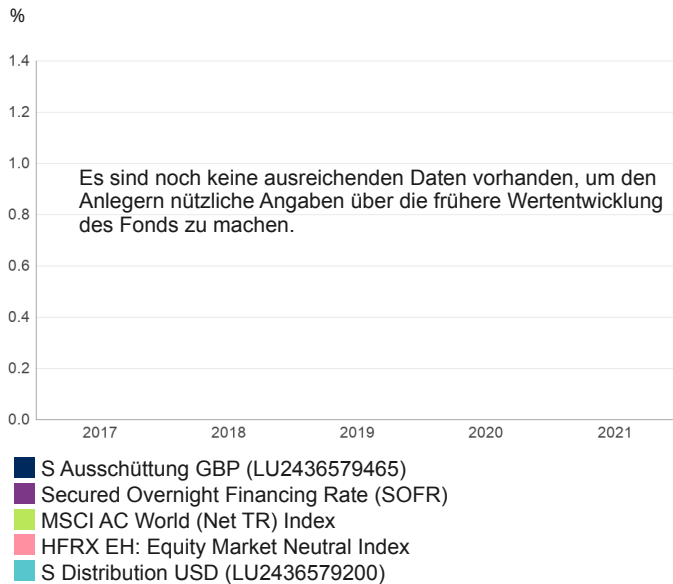 %
1.4
1.2
1.0
Es sind noch keine ausreichenden Daten vorhanden, um den
Anlegern nützliche Angaben über die frühere Wertentwicklung
0.8
des Fonds zu machen.
0.6
0.4
0.2
0.0
2017 2018 2019 2020 2021
S Ausschüttung GBP (LU2436579465)
Secured Overnight Financing Rate (SOFR)
MSCI AC World (Net TR) Index
HFRX EH: Equity Market Neutral Index
S Distribution USD (LU2436579200)